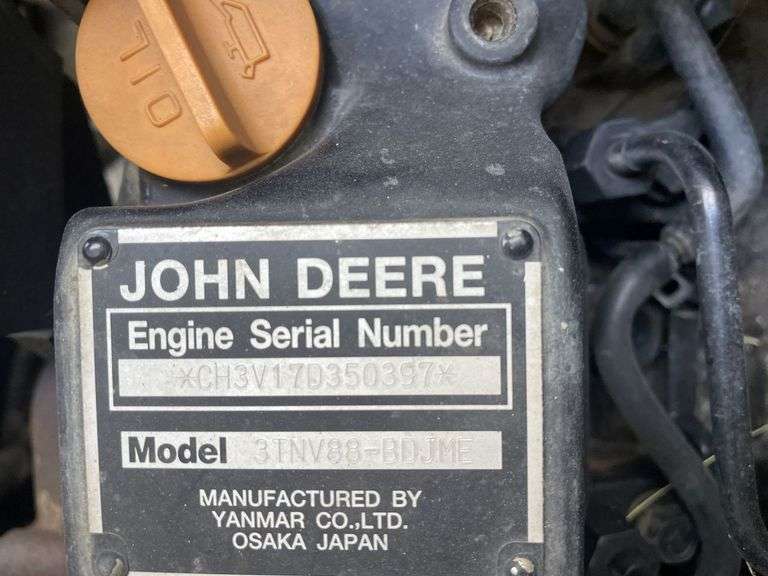 OIL
JOHN DEERE
Engine Serial Number
*CH3V17D350397*
Model 3TNV88-BDJME
MANUFACTURED BY
YANMAR CO.,LTD.
OSAKA JAPAN